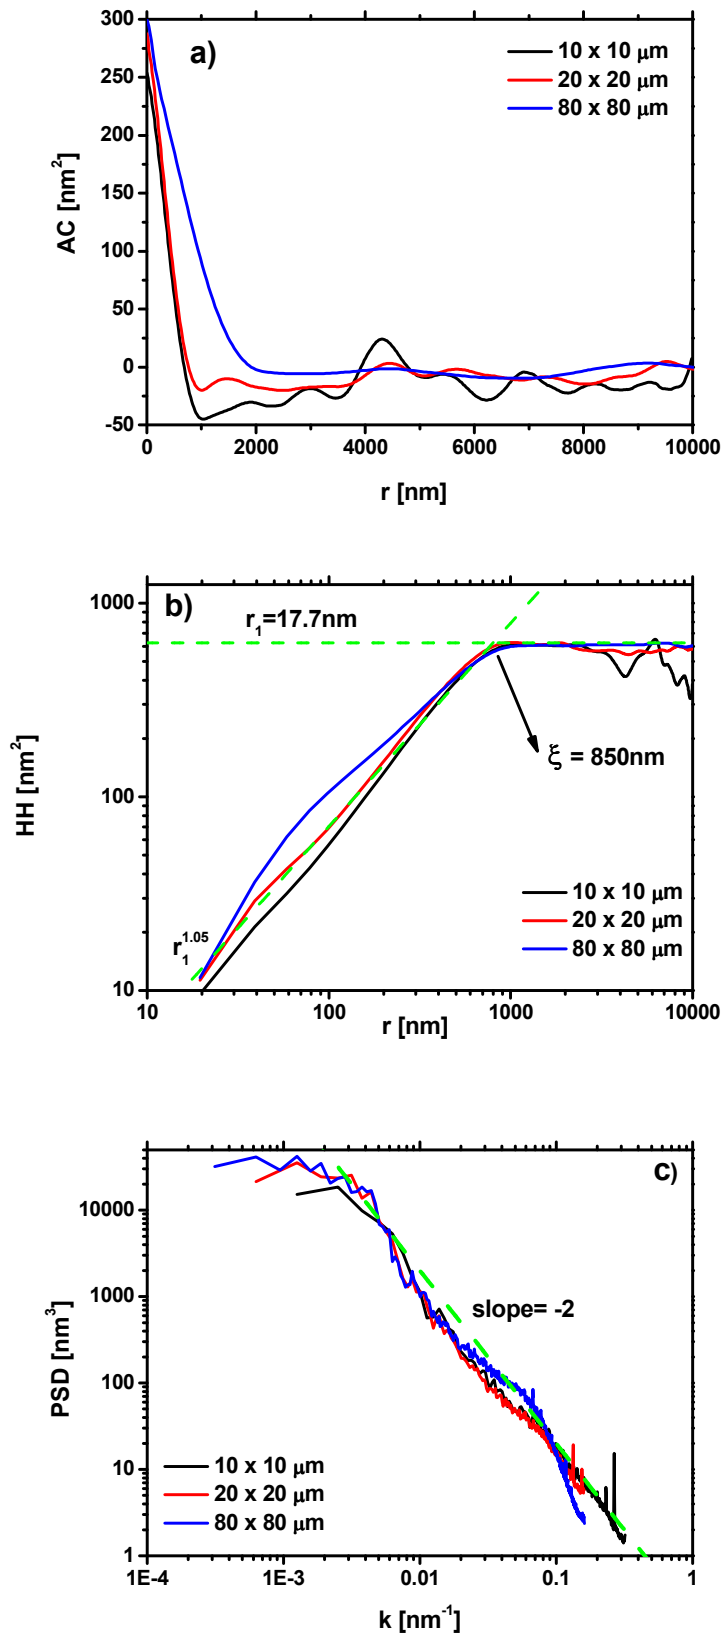 a)
300
250
200
150
100
50
0
-50
AC [nm²]
10 x 10 μm
20 x 20 μm
80 x 80 μm
0 2000 4000 6000 8000 10000
r [nm]
b)
1000
100
10
HH [nm²]
r₁=17.7nm
ξ = 850nm
r₁^1.05
10 x 10 μm
20 x 20 μm
80 x 80 μm
10 100 1000 10000
r [nm]
c)
10000
1000
100
10
1
PSD [nm³]
slope= -2
10 x 10 μm
20 x 20 μm
80 x 80 μm
1E-4 1E-3 0.01 0.1 1
k [nm⁻¹]